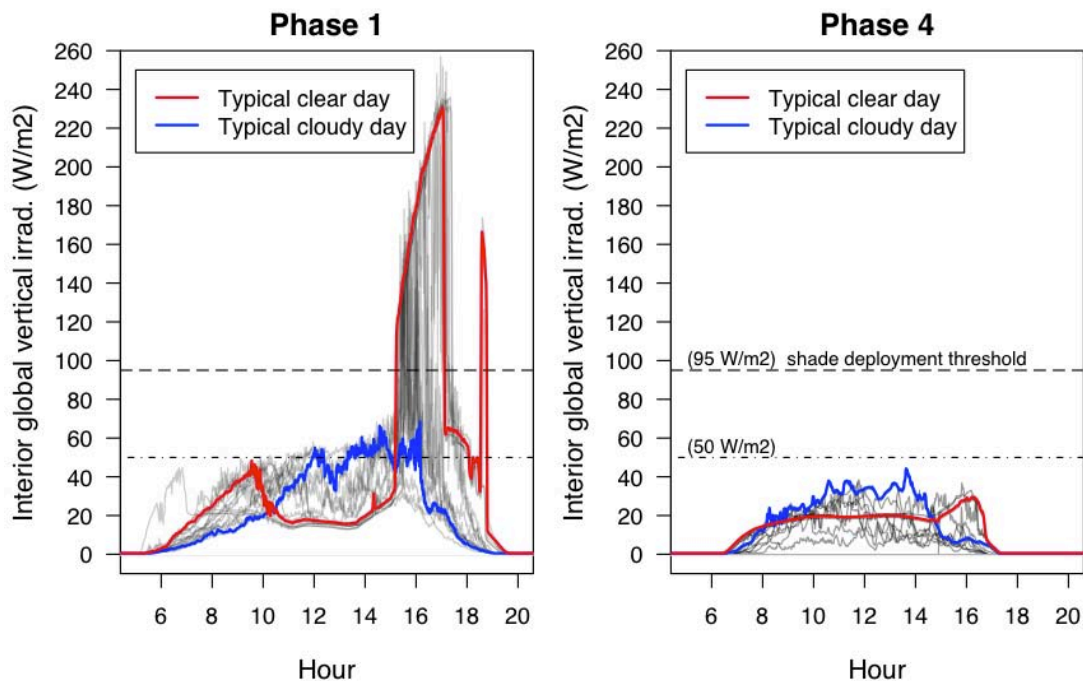 Phase 1
Interior global vertical irrad. (W/m2)
260
240
220
200
180
160
140
120
100
80
60
40
20
0
Typical clear day
Typical cloudy day
6 8 10 12 14 16 18 20
Hour
Phase 4
Interior global vertical irrad. (W/m2)
260
240
220
200
180
160
140
120
100
80
60
40
20
0
Typical clear day
Typical cloudy day
(95 W/m2) shade deployment threshold
(50 W/m2)
6 8 10 12 14 16 18 20
Hour